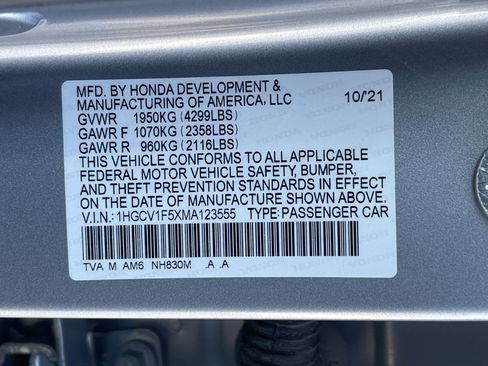 MFD. BY HONDA DEVELOPMENT &
MANUFACTURING OF AMERICA, LLC 10/21
GVWR 1950KG (4299LBS)
GAWR F 1070KG (2358LBS)
GAWR R 960KG (2116LBS)
THIS VEHICLE CONFORMS TO ALL APPLICABLE
FEDERAL MOTOR VEHICLE SAFETY, BUMPER,
AND THEFT PREVENTION STANDARDS IN EFFECT
ON THE DATE OF MANUFACTURE SHOWN ABOVE.
V.I.N.: 1HGCV1F5XMA123555 TYPE: PASSENGER CAR
TVA M AM6 NH830M .A .A